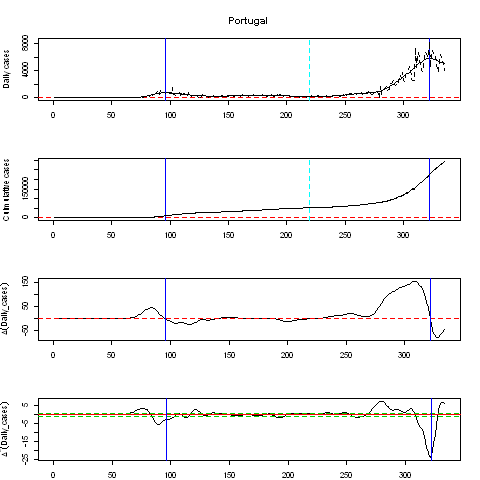 Portugal
Daily cases
0 4000 8000
0 50 100 150 200 250 300
Cumulative cases
0 150000
0 50 100 150 200 250 300
Δ(Daily_cases)
-50 50 150
0 50 100 150 200 250 300
Δ²(Daily_cases)
-25 -15 -5 5
0 50 100 150 200 250 300